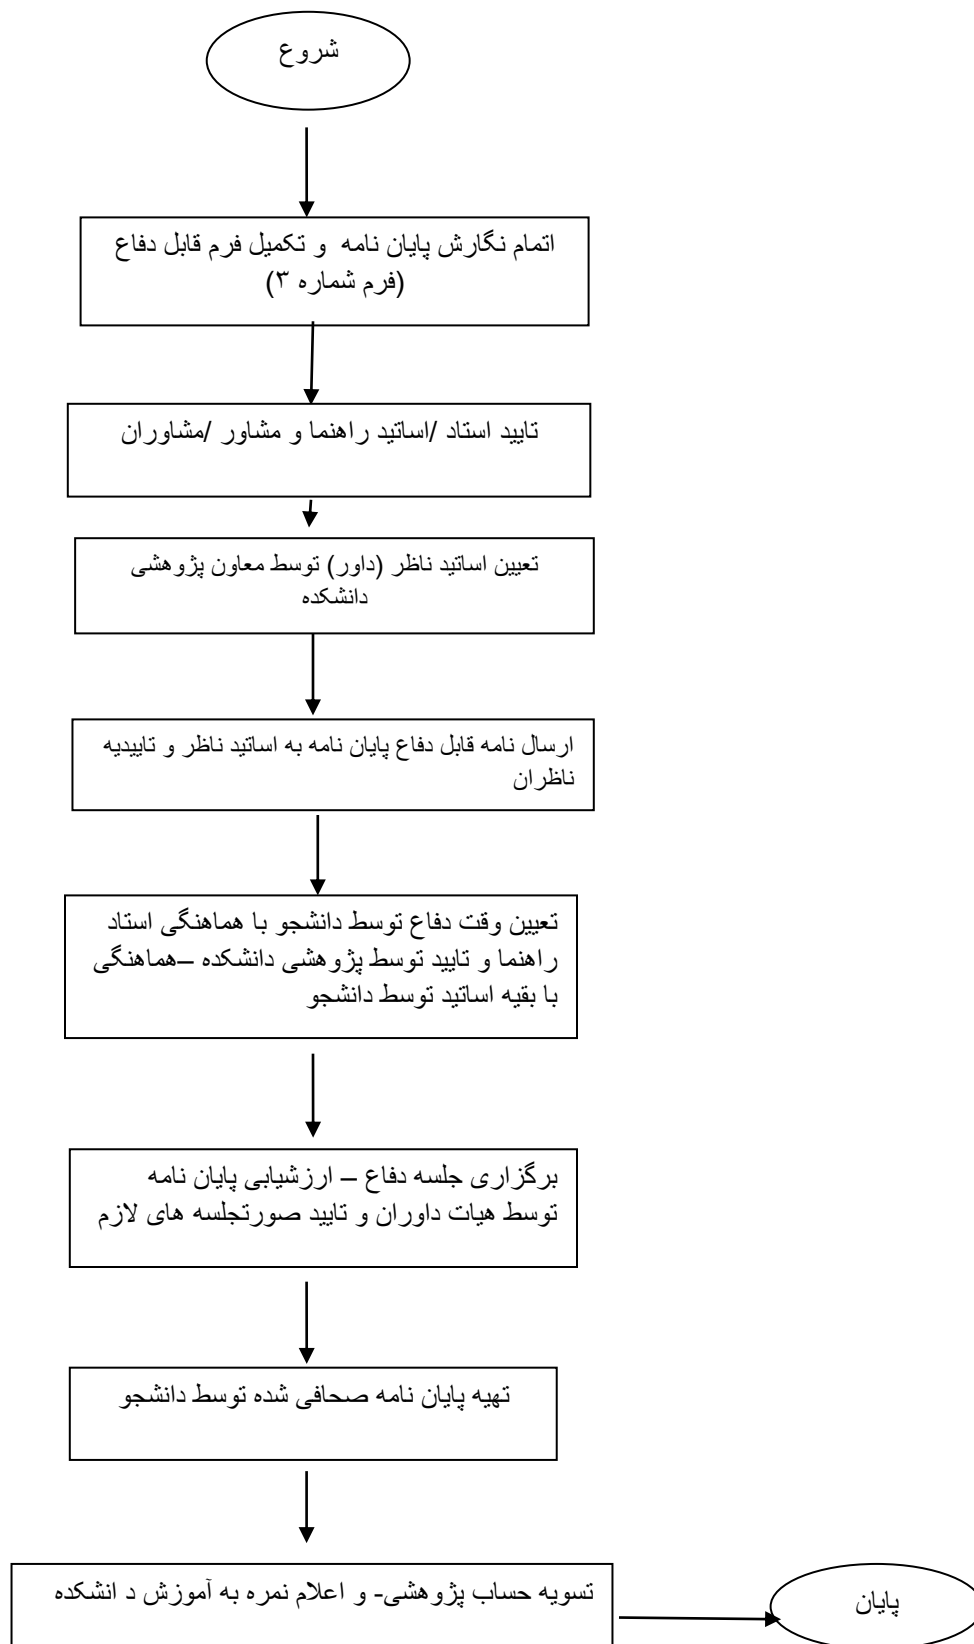 شروع
اتمام نگارش پایان نامه و تکمیل فرم قابل دفاع
(فرم شماره ۳)
تایید استاد /اساتید راهنما و مشاور /مشاوران
تعیین اساتید ناظر (داور) توسط معاون پژوهشی
دانشکده
ارسال نامه قابل دفاع پایان نامه به اساتید ناظر و تاییدیه
ناظران
تعیین وقت دفاع توسط دانشجو با هماهنگی استاد
راهنما و تایید توسط پژوهشی دانشکده –هماهنگی
با بقیه اساتید توسط دانشجو
برگزاری جلسه دفاع – ارزشیابی پایان نامه
توسط هیات داوران و تایید صورتجلسه های لازم
تهیه پایان نامه صحافی شده توسط دانشجو
تسویه حساب پژوهشی- و اعلام نمره به آموزش د انشکده
پایان